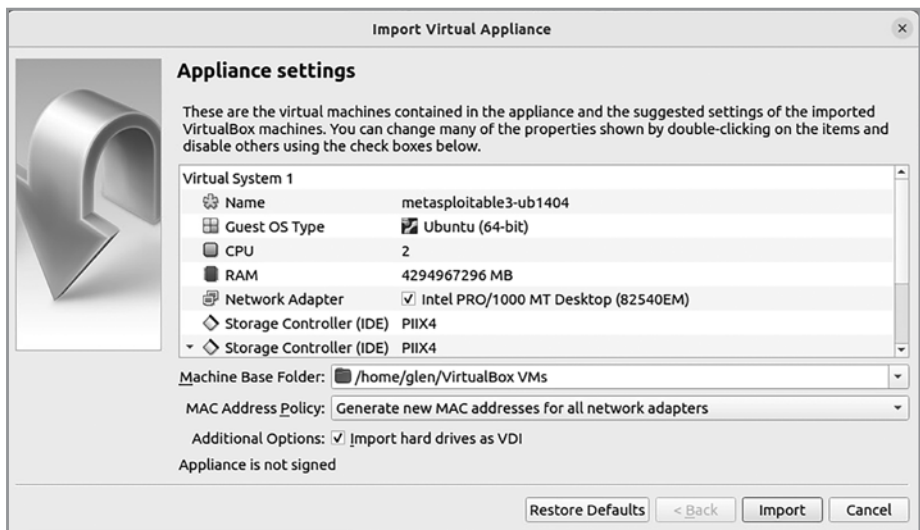 Import Virtual Appliance
Appliance settings
These are the virtual machines contained in the appliance and the suggested settings of the imported
VirtualBox machines. You can change many of the properties shown by double-clicking on the items and
disable others using the check boxes below.
Virtual System 1
Name metasploitable3-ub1404
Guest OS Type Ubuntu (64-bit)
CPU 2
RAM 4294967296 MB
Network Adapter Intel PRO/1000 MT Desktop (82540EM)
Storage Controller (IDE) PIIX4
Storage Controller (IDE) PIIX4
Machine Base Folder: /home/glen/VirtualBox VMs
MAC Address Policy: Generate new MAC addresses for all network adapters
Additional Options: Import hard drives as VDI
Appliance is not signed
Restore Defaults < Back Import Cancel